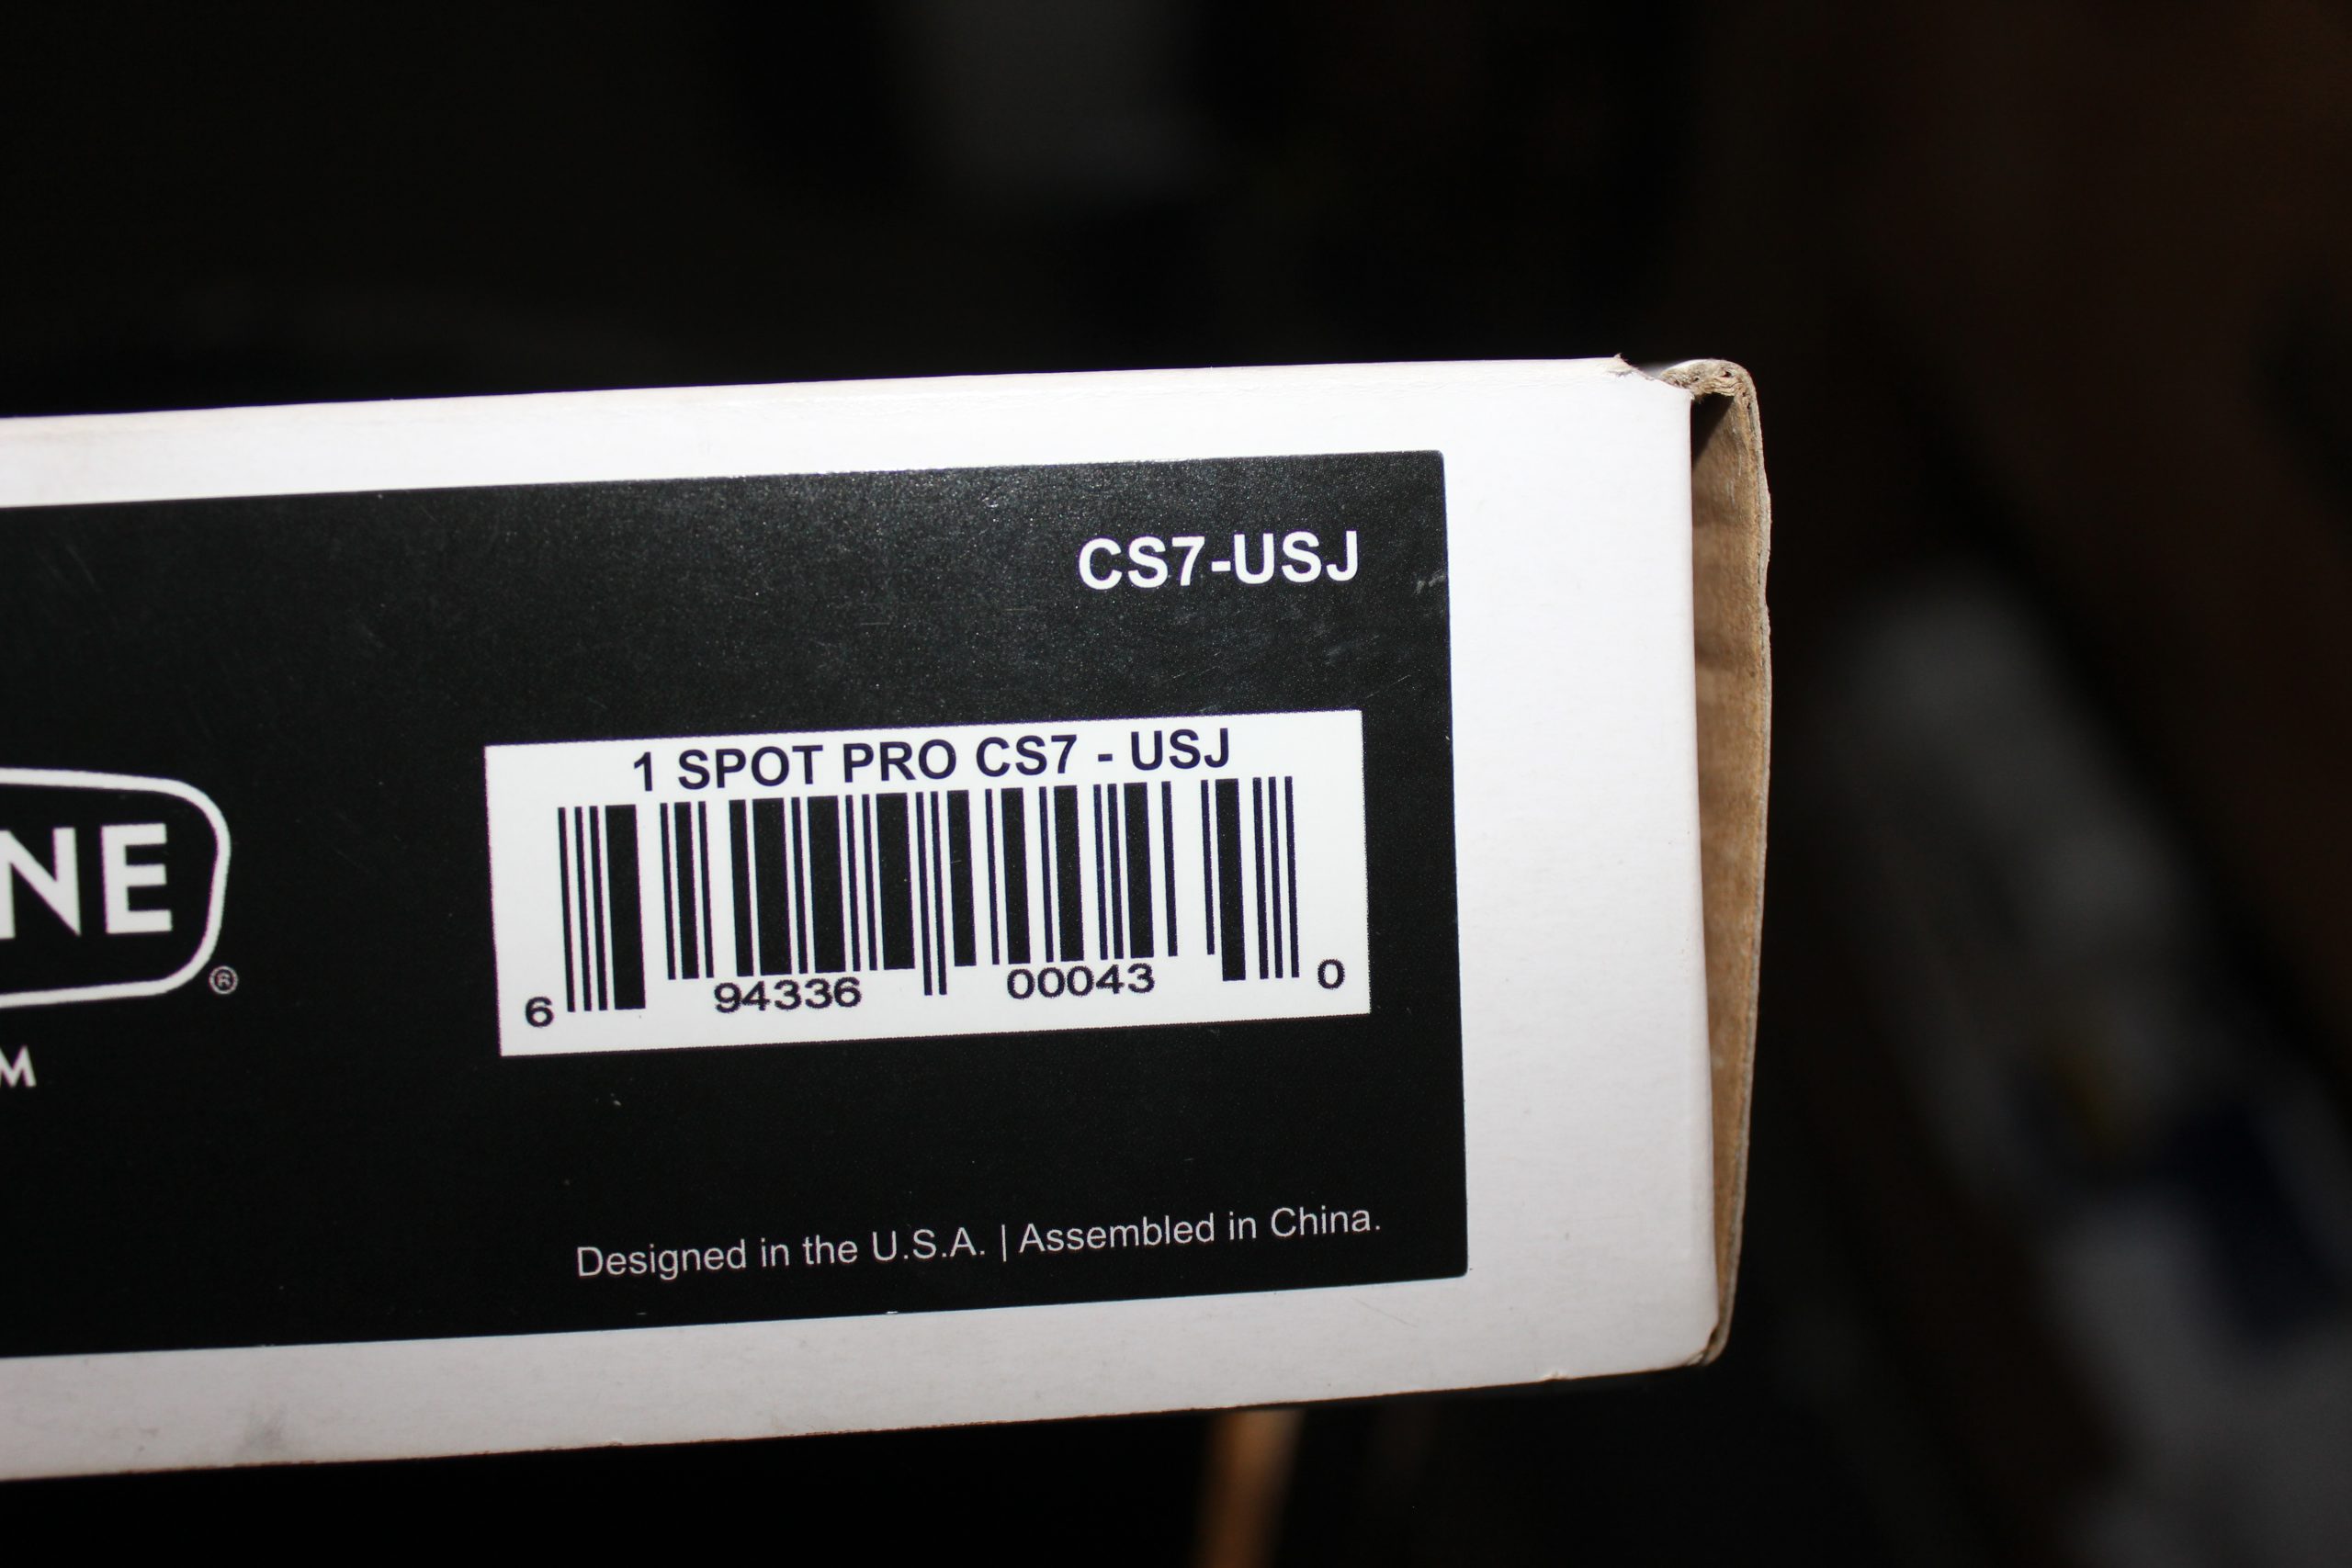 CS7-USJ
1 SPOT PRO CS7 - USJ
6 94336 00043 0
NE
®
M
Designed in the U.S.A. | Assembled in China.